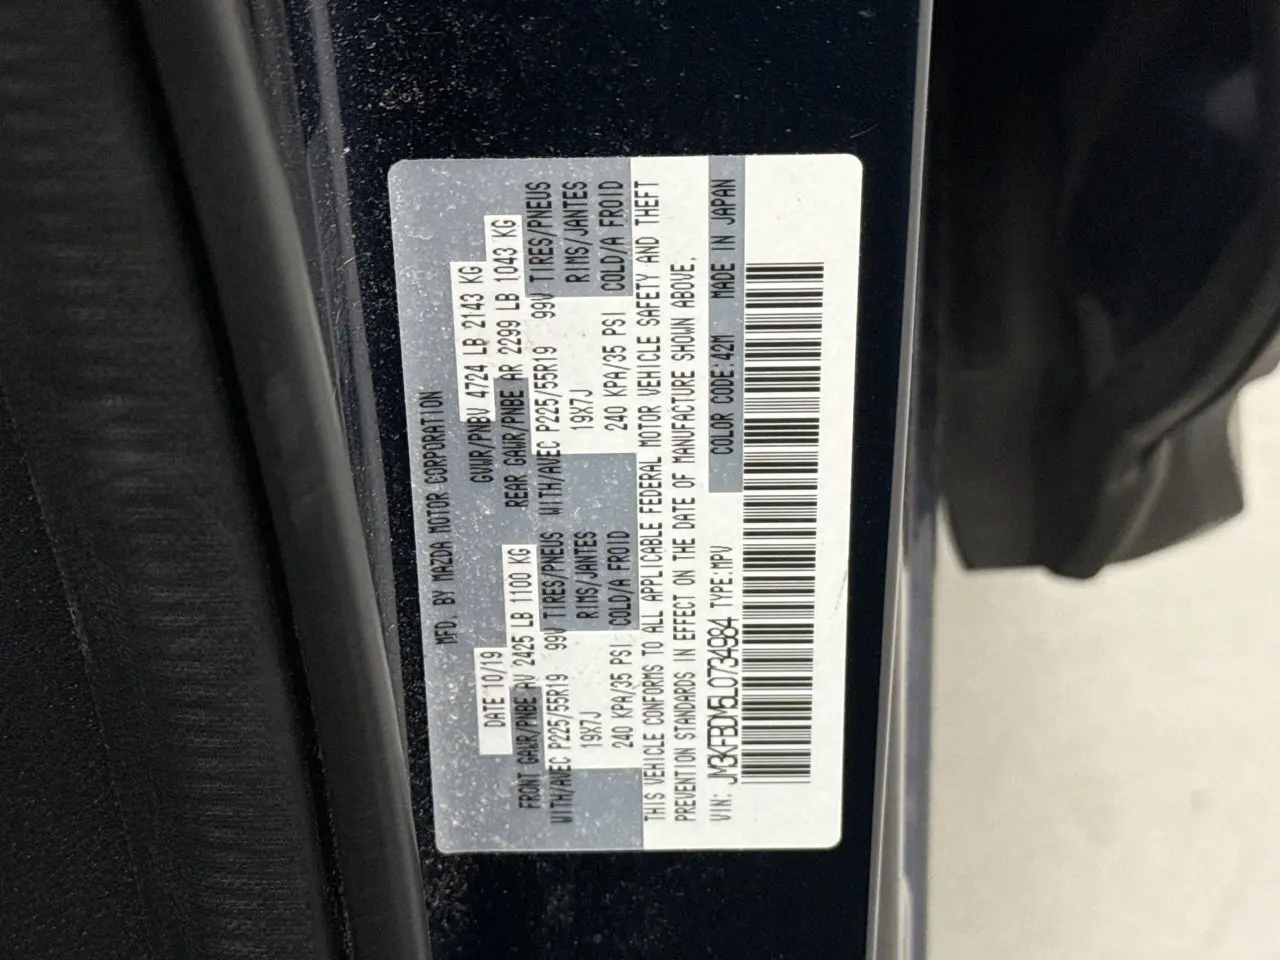 MFD. BY MAZDA MOTOR CORPORATION
DATE 10/19 GVWR/PNBV 4724 LB 2143 KG
FRONT GAWR/PNBE AV 2425 LB 1100 KG REAR GAWR/PNBE AR 2299 LB 1043 KG
WITH/AVEC P225/55R19 99V TIRES/PNEUS WITH/AVEC P225/55R19 99V TIRES/PNEUS
19X7J RIMS/JANTES 19X7J RIMS/JANTES
240 KPA/35 PSI COLD/A FROID 240 KPA/35 PSI COLD/A FROID
THIS VEHICLE CONFORMS TO ALL APPLICABLE FEDERAL MOTOR VEHICLE SAFETY AND THEFT
PREVENTION STANDARDS IN EFFECT ON THE DATE OF MANUFACTURE SHOWN ABOVE.
VIN: JM3KFBDM5L0734984 TYPE:MPV COLOR CODE:42M MADE IN JAPAN